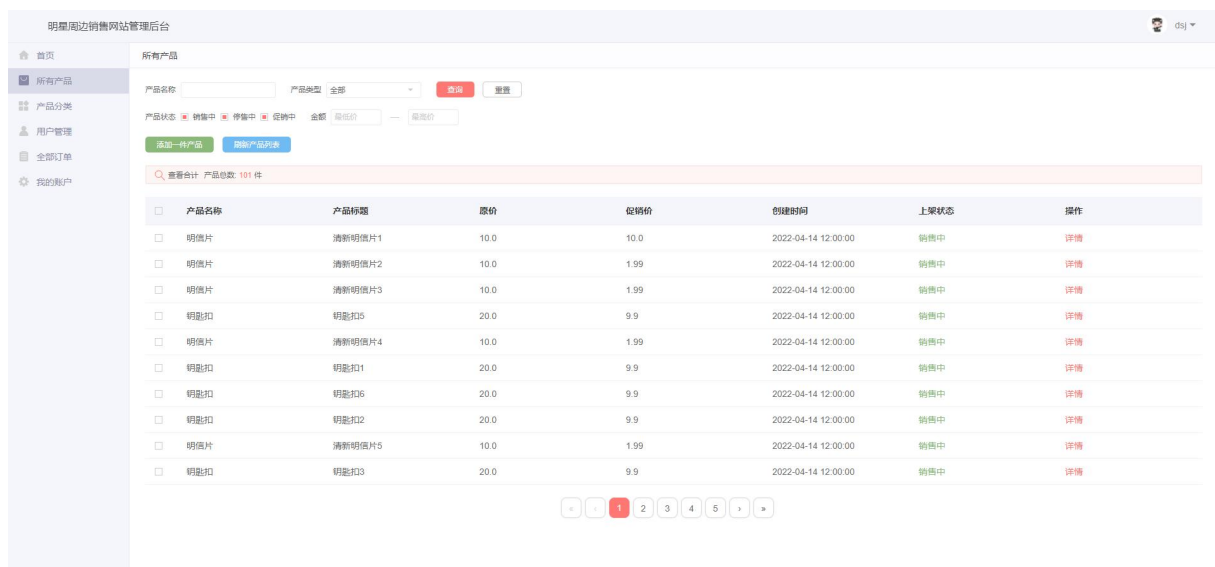 明星周边销售网站管理后台 dsj
首页
所有产品
产品分类
用户管理
全部订单
我的账户
所有产品
产品名称 产品类型 全部 查询 重置
产品状态 销售中 停售中 促销中 金额 最低价 — 最高价
添加一件产品 刷新产品列表
查看合计 产品总数: 101 件
产品名称 产品标题 原价 促销价 创建时间 上架状态 操作
明信片 清新明信片1 10.0 10.0 2022-04-14 12:00:00 销售中 详情
明信片 清新明信片2 10.0 1.99 2022-04-14 12:00:00 销售中 详情
明信片 清新明信片3 10.0 1.99 2022-04-14 12:00:00 销售中 详情
钥匙扣 钥匙扣5 20.0 9.9 2022-04-14 12:00:00 销售中 详情
明信片 清新明信片4 10.0 1.99 2022-04-14 12:00:00 销售中 详情
钥匙扣 钥匙扣1 20.0 9.9 2022-04-14 12:00:00 销售中 详情
钥匙扣 钥匙扣6 20.0 9.9 2022-04-14 12:00:00 销售中 详情
钥匙扣 钥匙扣2 20.0 9.9 2022-04-14 12:00:00 销售中 详情
明信片 清新明信片5 10.0 1.99 2022-04-14 12:00:00 销售中 详情
钥匙扣 钥匙扣3 20.0 9.9 2022-04-14 12:00:00 销售中 详情
« ‹ 1 2 3 4 5 › »